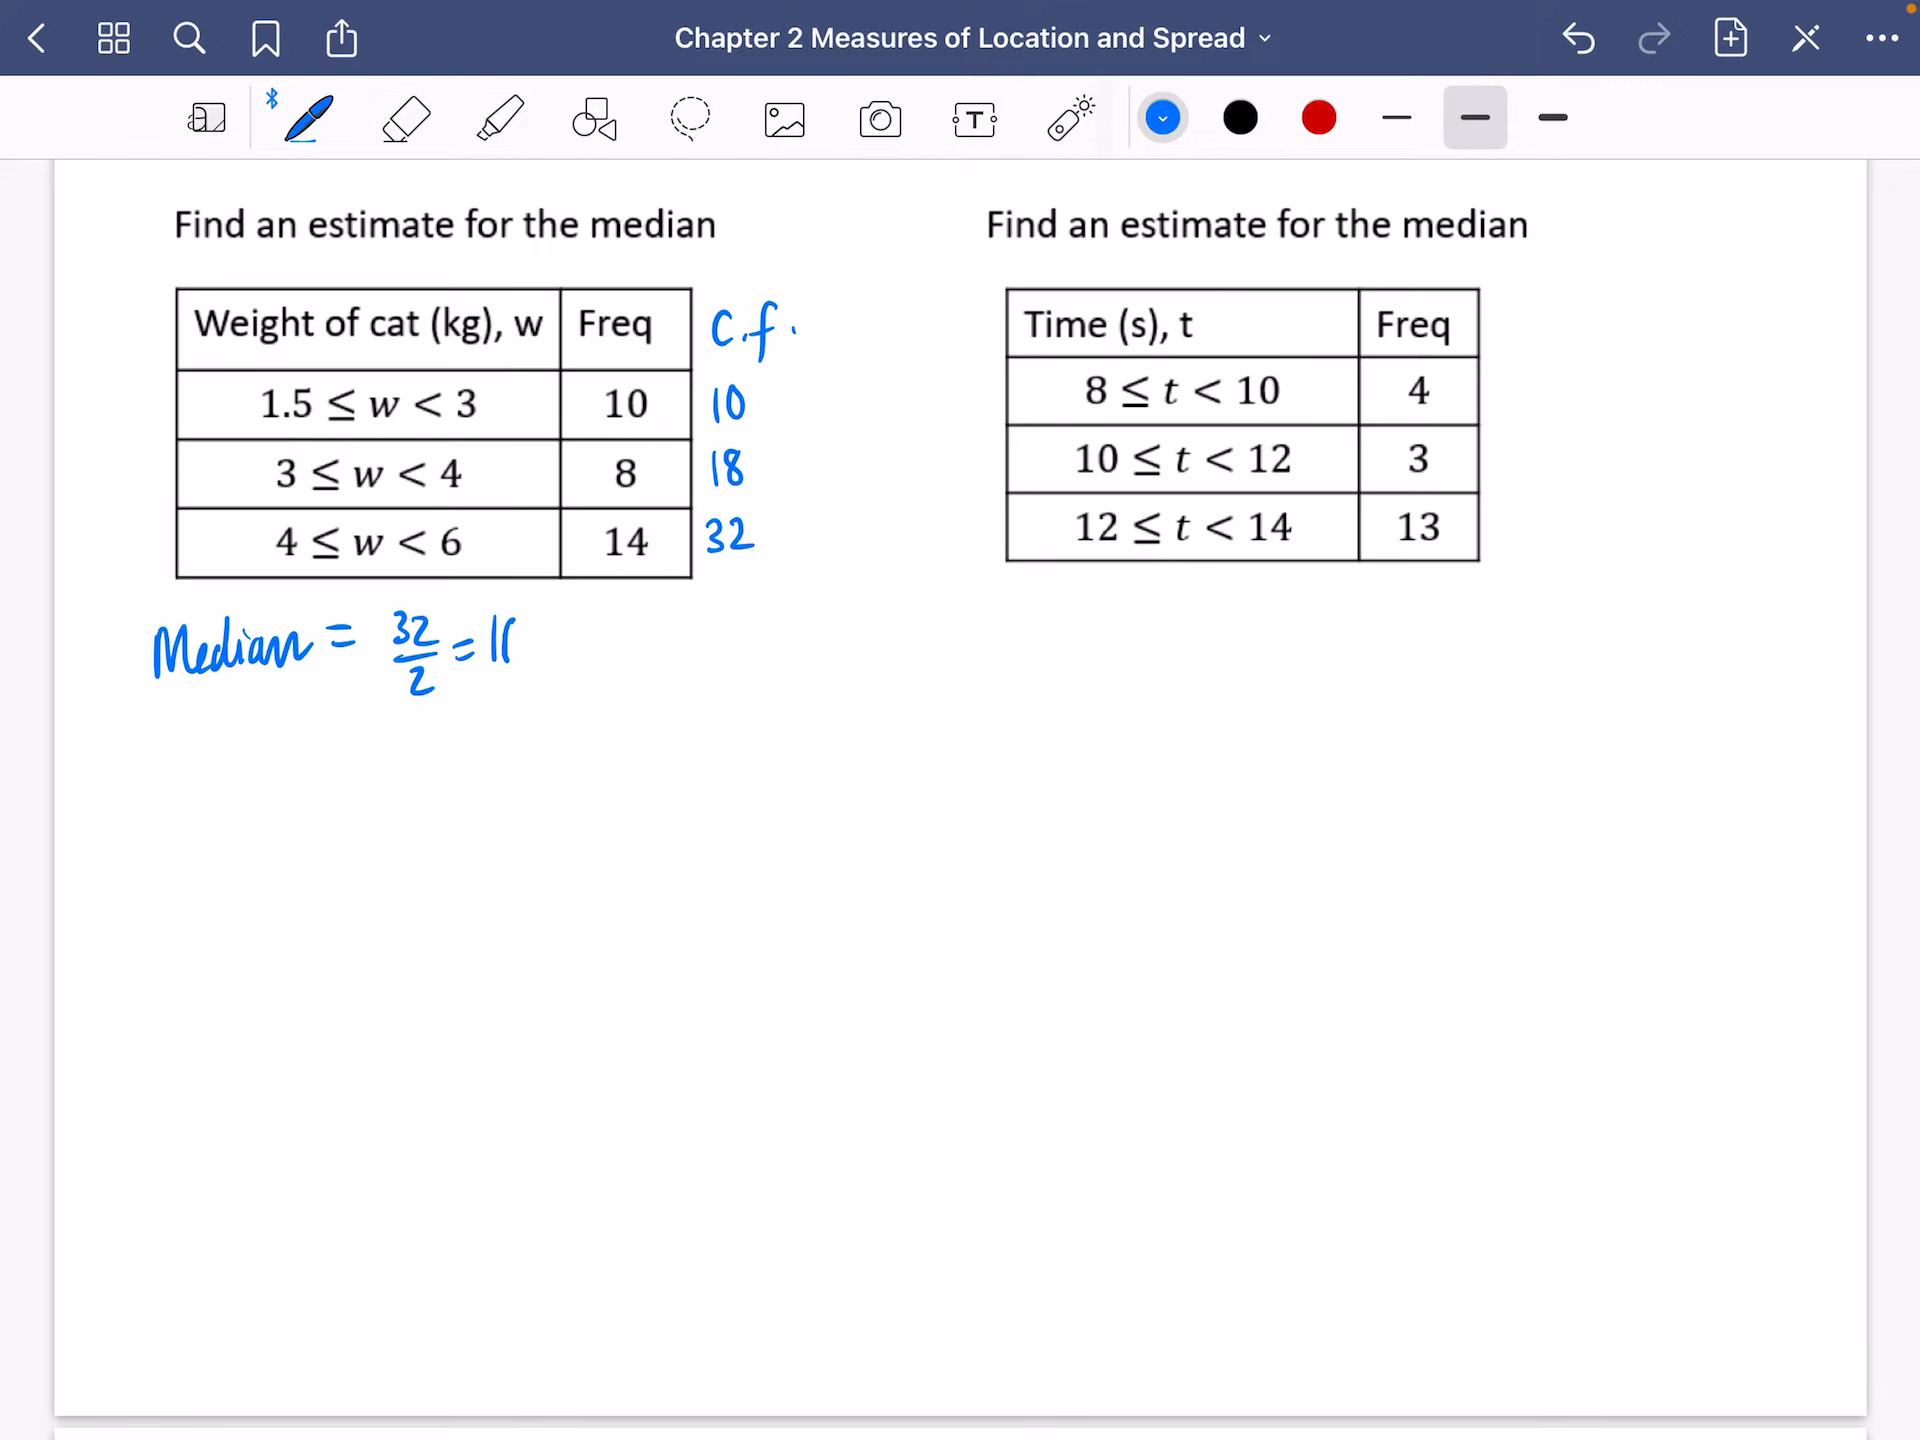 Chapter 2 Measures of Location and Spread
T
Find an estimate for the median
Weight of cat (kg), w Freq c.f.
1.5 ≤ w < 3 10 10
3 ≤ w < 4 8 18
4 ≤ w < 6 14 32
Median = 32/2 =
Find an estimate for the median
Time (s), t Freq
8 ≤ t < 10 4
10 ≤ t < 12 3
12 ≤ t < 14 13